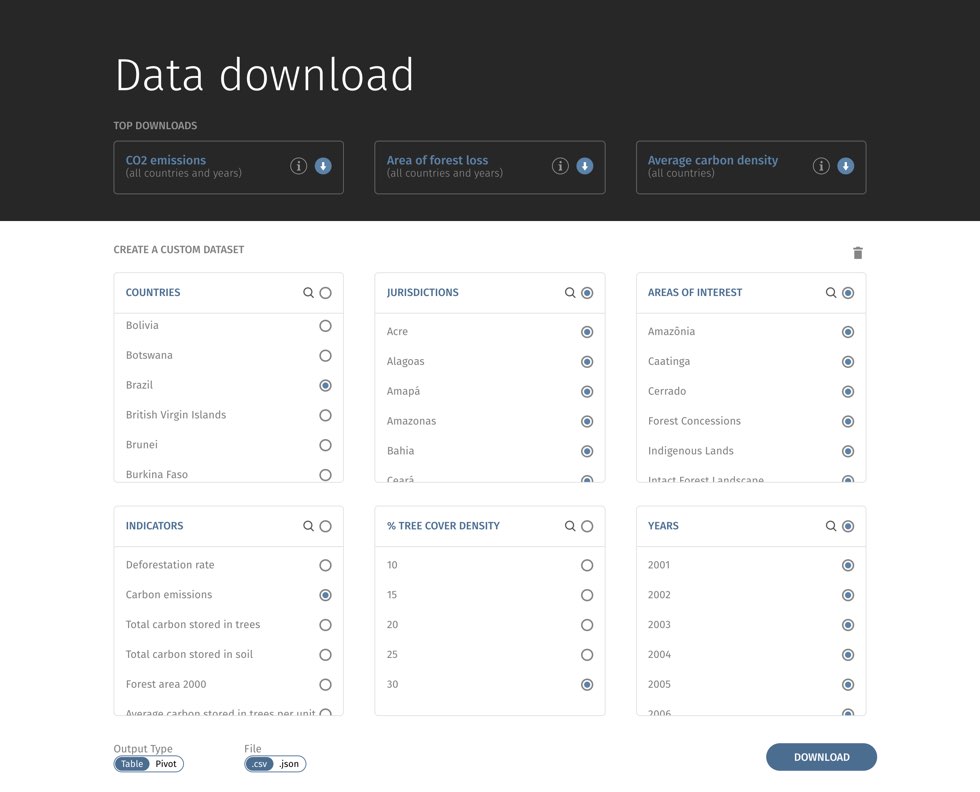 Data download
TOP DOWNLOADS
CO2 emissions
(all countries and years)
Area of forest loss
(all countries and years)
Average carbon density
(all countries)
CREATE A CUSTOM DATASET
COUNTRIES
Bolivia
Botswana
Brazil
British Virgin Islands
Brunei
Burkina Faso
JURISDICTIONS
Acre
Alagoas
Amapá
Amazonas
Bahia
Ceará
AREAS OF INTEREST
Amazônia
Caatinga
Cerrado
Forest Concessions
Indigenous Lands
Intact Forest Landscape
INDICATORS
Deforestation rate
Carbon emissions
Total carbon stored in trees
Total carbon stored in soil
Forest area 2000
Average carbon stored in trees per unit
% TREE COVER DENSITY
10
15
20
25
30
YEARS
2001
2002
2003
2004
2005
2006
Output Type
Table Pivot
File
.csv .json
DOWNLOAD